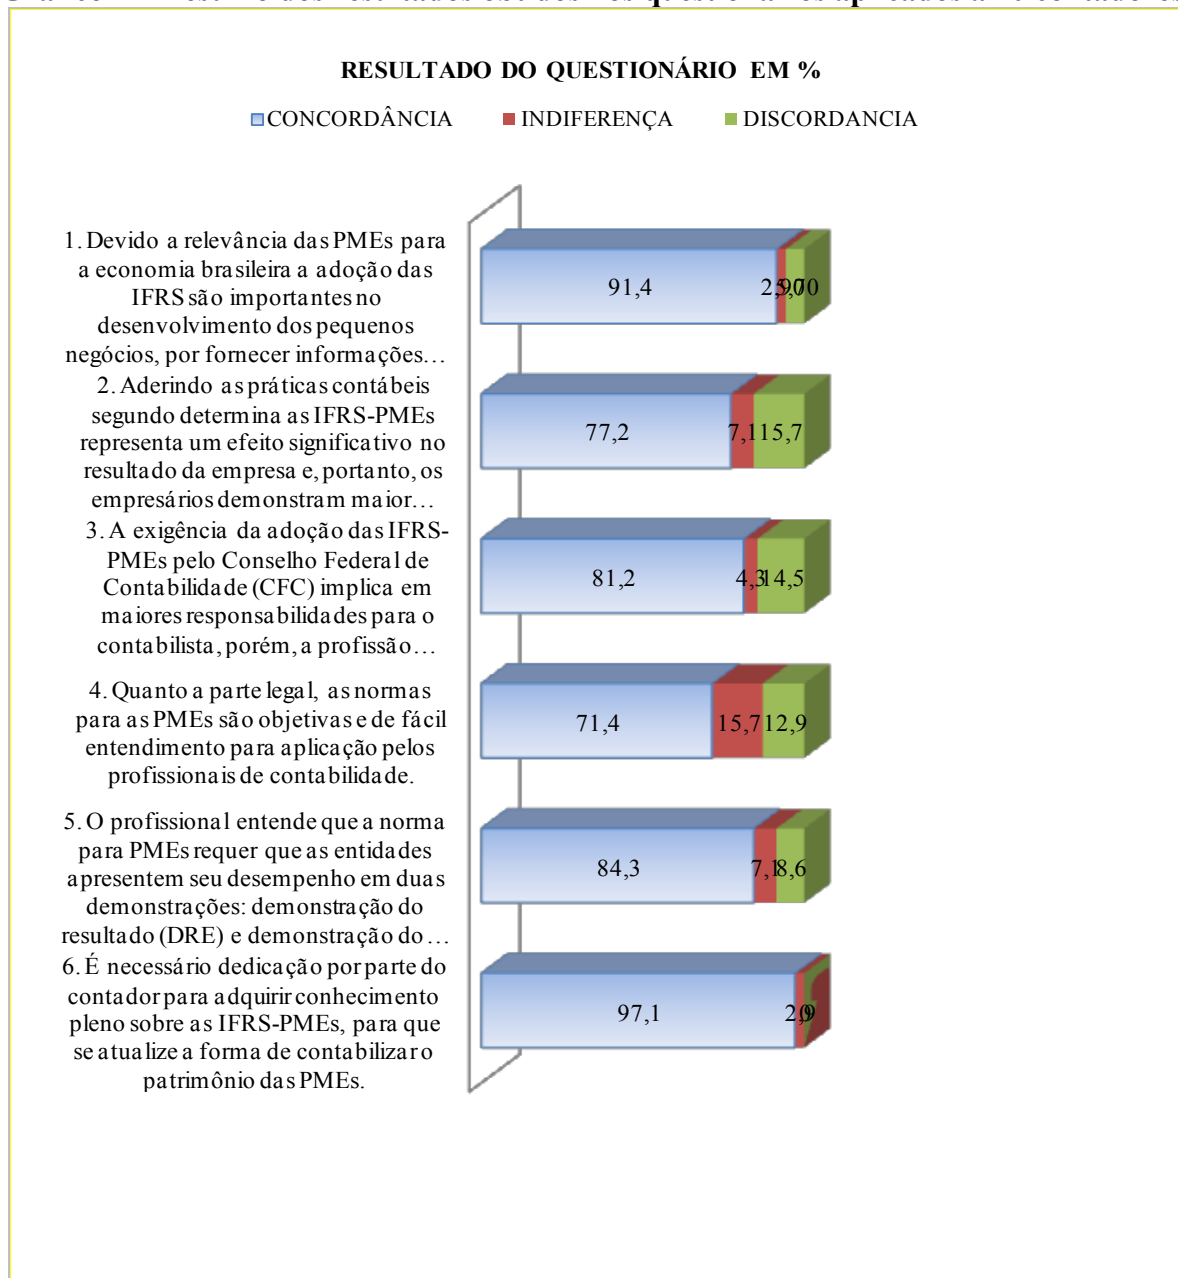 RESULTADO DO QUESTIONÁRIO EM %
CONCORDÂNCIA INDIFERENÇA DISCORDANCIA
1. Devido a relevância das PMEs para
a economia brasileira a adoção das
IFRS são importantes no
desenvolvimento dos pequenos
negócios, por fornecer informações…
91,4
2. Aderindo as práticas contábeis
segundo determina as IFRS-PMEs
representa um efeito significativo no
resultado da empresa e, portanto, os
empresários demonstram maior…
77,2 7,1 15,7
3. A exigência da adoção das IFRS-
PMEs pelo Conselho Federal de
Contabilidade (CFC) implica em
maiores responsabilidades para o
contabilista, porém, a profissão…
81,2 4,3 14,5
4. Quanto a parte legal, as normas
para as PMEs são objetivas e de fácil
entendimento para aplicação pelos
profissionais de contabilidade.
71,4 15,7 12,9
5. O profissional entende que a norma
para PMEs requer que as entidades
apresentem seu desempenho em duas
demonstrações: demonstração do
resultado (DRE) e demonstração do…
84,3 7,1 8,6
6. É necessário dedicação por parte do
contador para adquirir conhecimento
pleno sobre as IFRS-PMEs, para que
se atualize a forma de contabilizar o
patrimônio das PMEs.
97,1 2,9 0